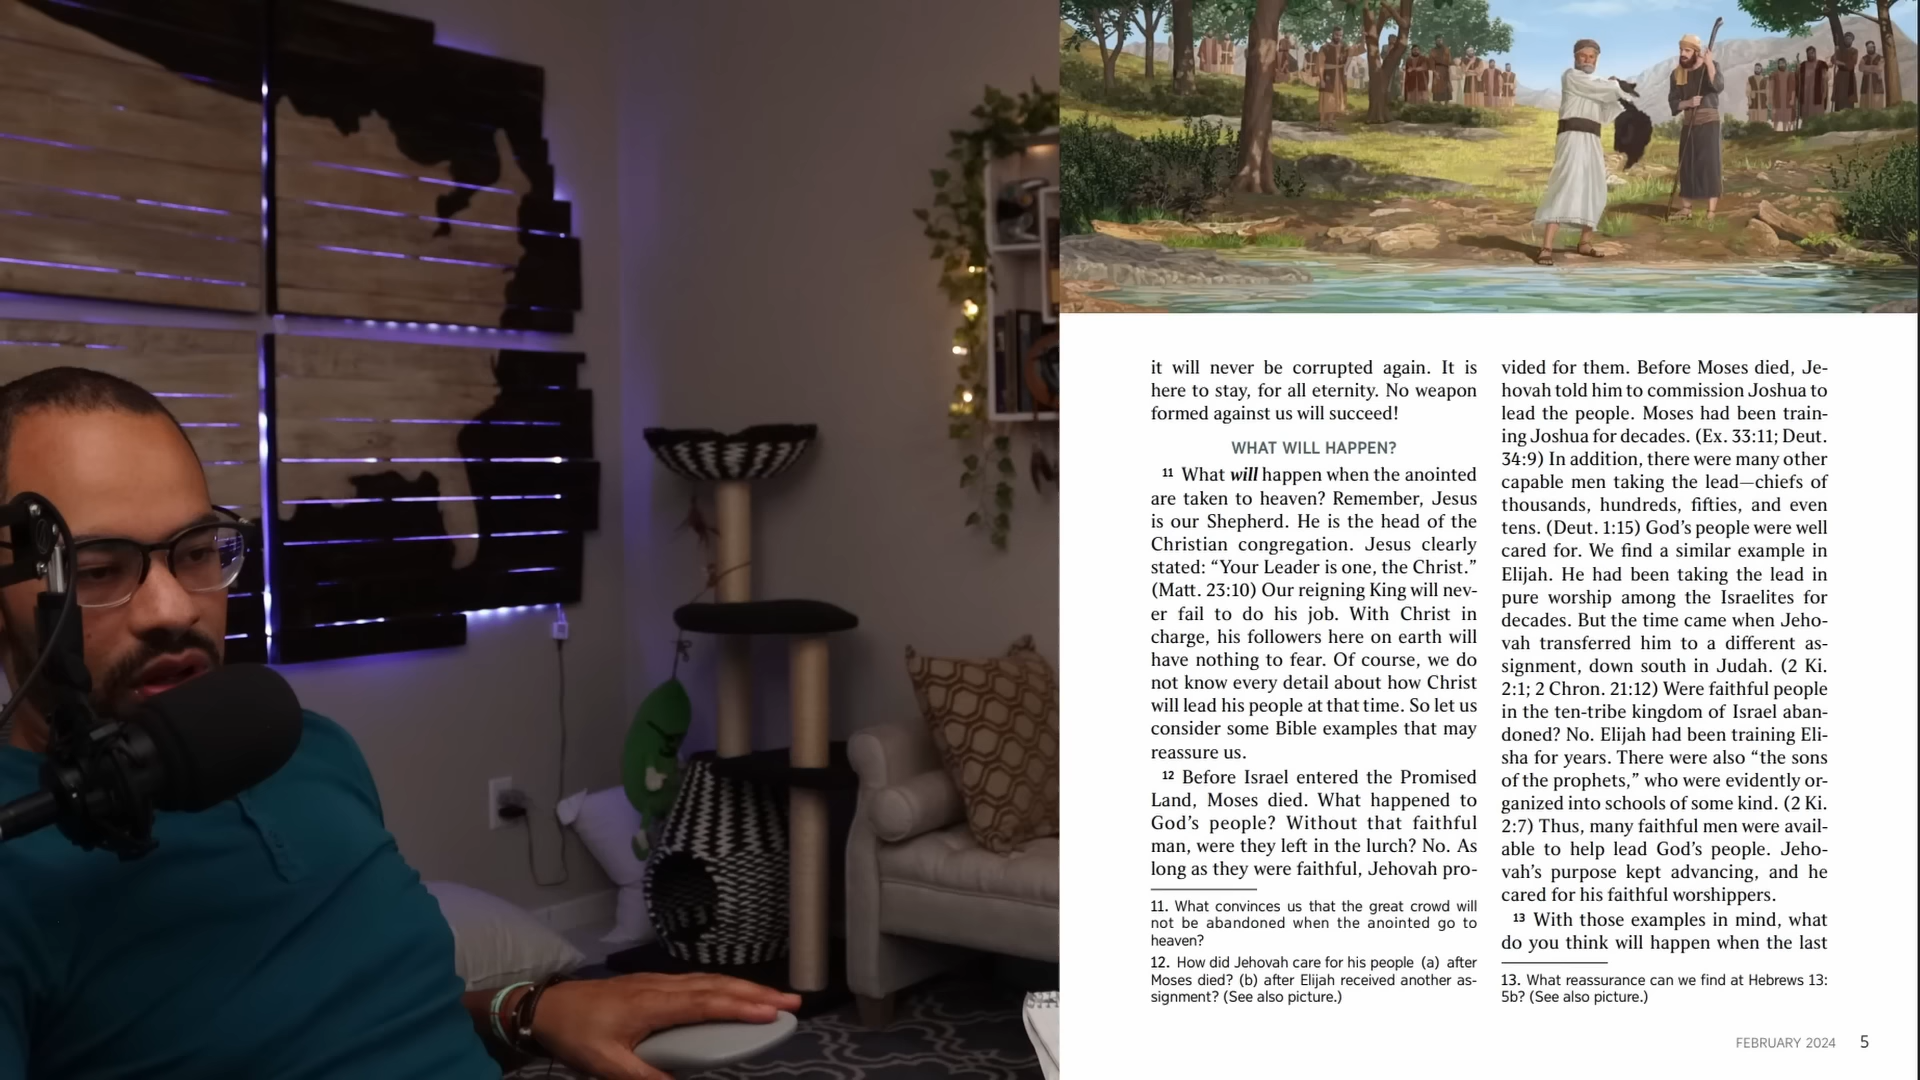 it will never be corrupted again. It is
here to stay, for all eternity. No weapon
formed against us will succeed!
WHAT WILL HAPPEN?
11 What will happen when the anointed
are taken to heaven? Remember, Jesus
is our Shepherd. He is the head of the
Christian congregation. Jesus clearly
stated: “Your Leader is one, the Christ.”
(Matt. 23:10) Our reigning King will nev-
er fail to do his job. With Christ in
charge, his followers here on earth will
have nothing to fear. Of course, we do
not know every detail about how Christ
will lead his people at that time. So let us
consider some Bible examples that may
reassure us.
12 Before Israel entered the Promised
Land, Moses died. What happened to
God’s people? Without that faithful
man, were they left in the lurch? No. As
long as they were faithful, Jehovah pro-
11. What convinces us that the great crowd will
not be abandoned when the anointed go to
heaven?
12. How did Jehovah care for his people (a) after
Moses died? (b) after Elijah received another as-
signment? (See also picture.)
vided for them. Before Moses died, Je-
hovah told him to commission Joshua to
lead the people. Moses had been train-
ing Joshua for decades. (Ex. 33:11; Deut.
34:9) In addition, there were many other
capable men taking the lead—chiefs of
thousands, hundreds, fifties, and even
tens. (Deut. 1:15) God’s people were well
cared for. We find a similar example in
Elijah. He had been taking the lead in
pure worship among the Israelites for
decades. But the time came when Jeho-
vah transferred him to a different as-
signment, down south in Judah. (2 Ki.
2:1; 2 Chron. 21:12) Were faithful people
in the ten-tribe kingdom of Israel aban-
doned? No. Elijah had been training Eli-
sha for years. There were also “the sons
of the prophets,” who were evidently or-
ganized into schools of some kind. (2 Ki.
2:7) Thus, many faithful men were avail-
able to help lead God’s people. Jeho-
vah’s purpose kept advancing, and he
cared for his faithful worshippers.
13 With those examples in mind, what
do you think will happen when the last
13. What reassurance can we find at Hebrews 13:
5b? (See also picture.)
FEBRUARY 2024 5